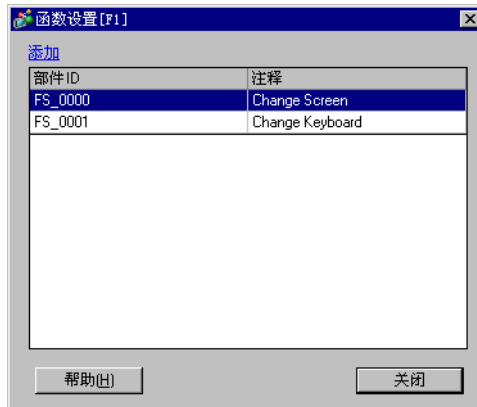 函数设置[F1]
添加
部件ID 注释
FS_0000 Change Screen
FS_0001 Change Keyboard
帮助(H) 关闭